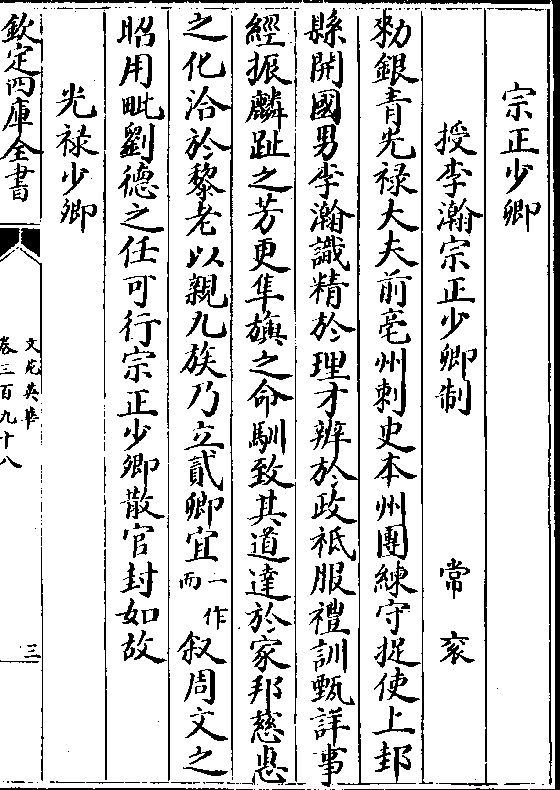 宗正少卿
授李瀚宗正少卿制 常袞
勑銀青光禄大夫前亳州刺史本州團練守捉使上邽
縣開國男李瀚識精於理才辨於政祗服禮訓甄詳事
經振麟趾之芳更隼旟之命馴致其道達於家邦慈惠
之化洽於黎老以親九族乃立貳卿宜一作而叙周文之
昭用毗劉德之任可行宗正少卿散官封如故
光禄少卿
欽定四庫全書
文苑英華
卷三百九十八
三